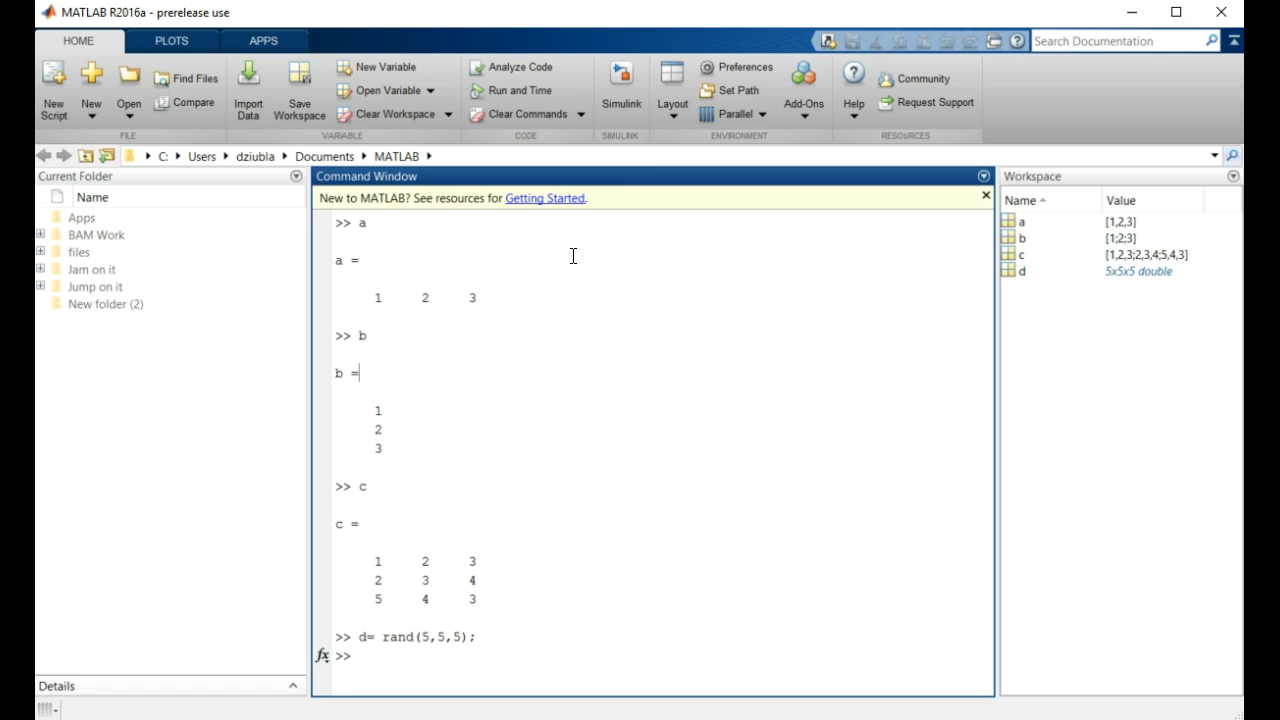 MATLAB R2016a - prerelease use
HOME PLOTS APPS
Search Documentation
New Script
New
Open
Find Files
Compare
Import Data
Save Workspace
New Variable
Open Variable
Clear Workspace
Analyze Code
Run and Time
Clear Commands
Simulink
Layout
Preferences
Set Path
Parallel
Add-Ons
Help
Community
Request Support
FILE VARIABLE CODE SIMULINK ENVIRONMENT RESOURCES
C: Users dziubla Documents MATLAB
Current Folder
Name
Apps
BAM Work
files
Jam on it
Jump on it
New folder (2)
Details
Command Window
New to MATLAB? See resources for Getting Started.
>> a
a =
1 2 3
>> b
b =
1
2
3
>> c
c =
1 2 3
2 3 4
5 4 3
>> d= rand(5,5,5);
fx >>
Workspace
Name Value
a [1,2,3]
b [1;2;3]
c [1,2,3;2,3,4;5,4,3]
d 5x5x5 double